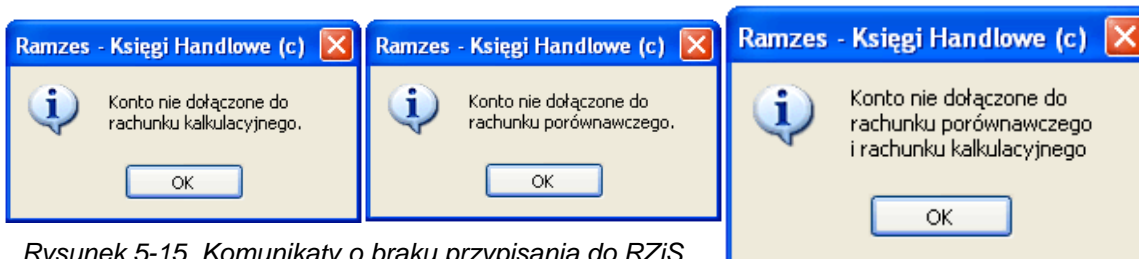 Ramzes - Księgi Handlowe (c)
Konto nie dołączone do
rachunku kalkulacyjnego.
OK
Ramzes - Księgi Handlowe (c)
Konto nie dołączone do
rachunku porównawczego.
OK
Ramzes - Księgi Handlowe (c)
Konto nie dołączone do
rachunku porównawczego
i rachunku kalkulacyjnego
OK
Rysunek 5-15. Komunikaty o braku przypisania do RZiS